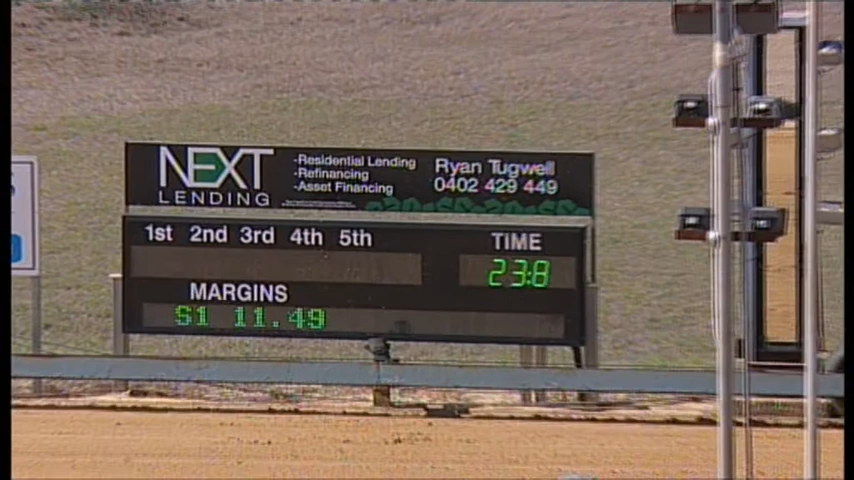 NEXT
LENDING
-Residential Lending
-Refinancing
-Asset Financing
Ryan Tugwell
0402 429 449
1st 2nd 3rd 4th 5th
TIME
23:8
MARGINS
S1 11.49